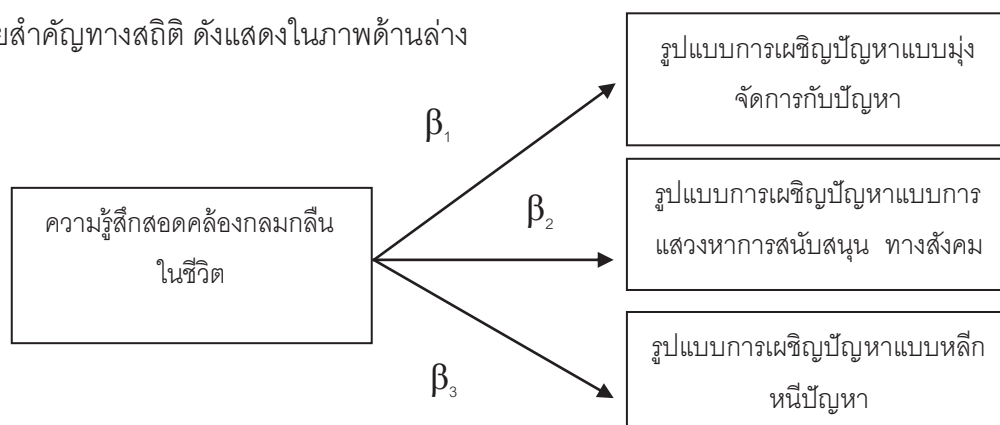 ยสำคัญทางสถิติ ดังแสดงในภาพด้านล่าง
รูปแบบการเผชิญปัญหาแบบมุ่ง
จัดการกับปัญหา
β₁
ความรู้สึกสอดคล้องกลมกลืน
ในชีวิต
β₂
รูปแบบการเผชิญปัญหาแบบการ
แสวงหาการสนับสนุน ทางสังคม
β₃
รูปแบบการเผชิญปัญหาแบบหลีก
หนีปัญหา